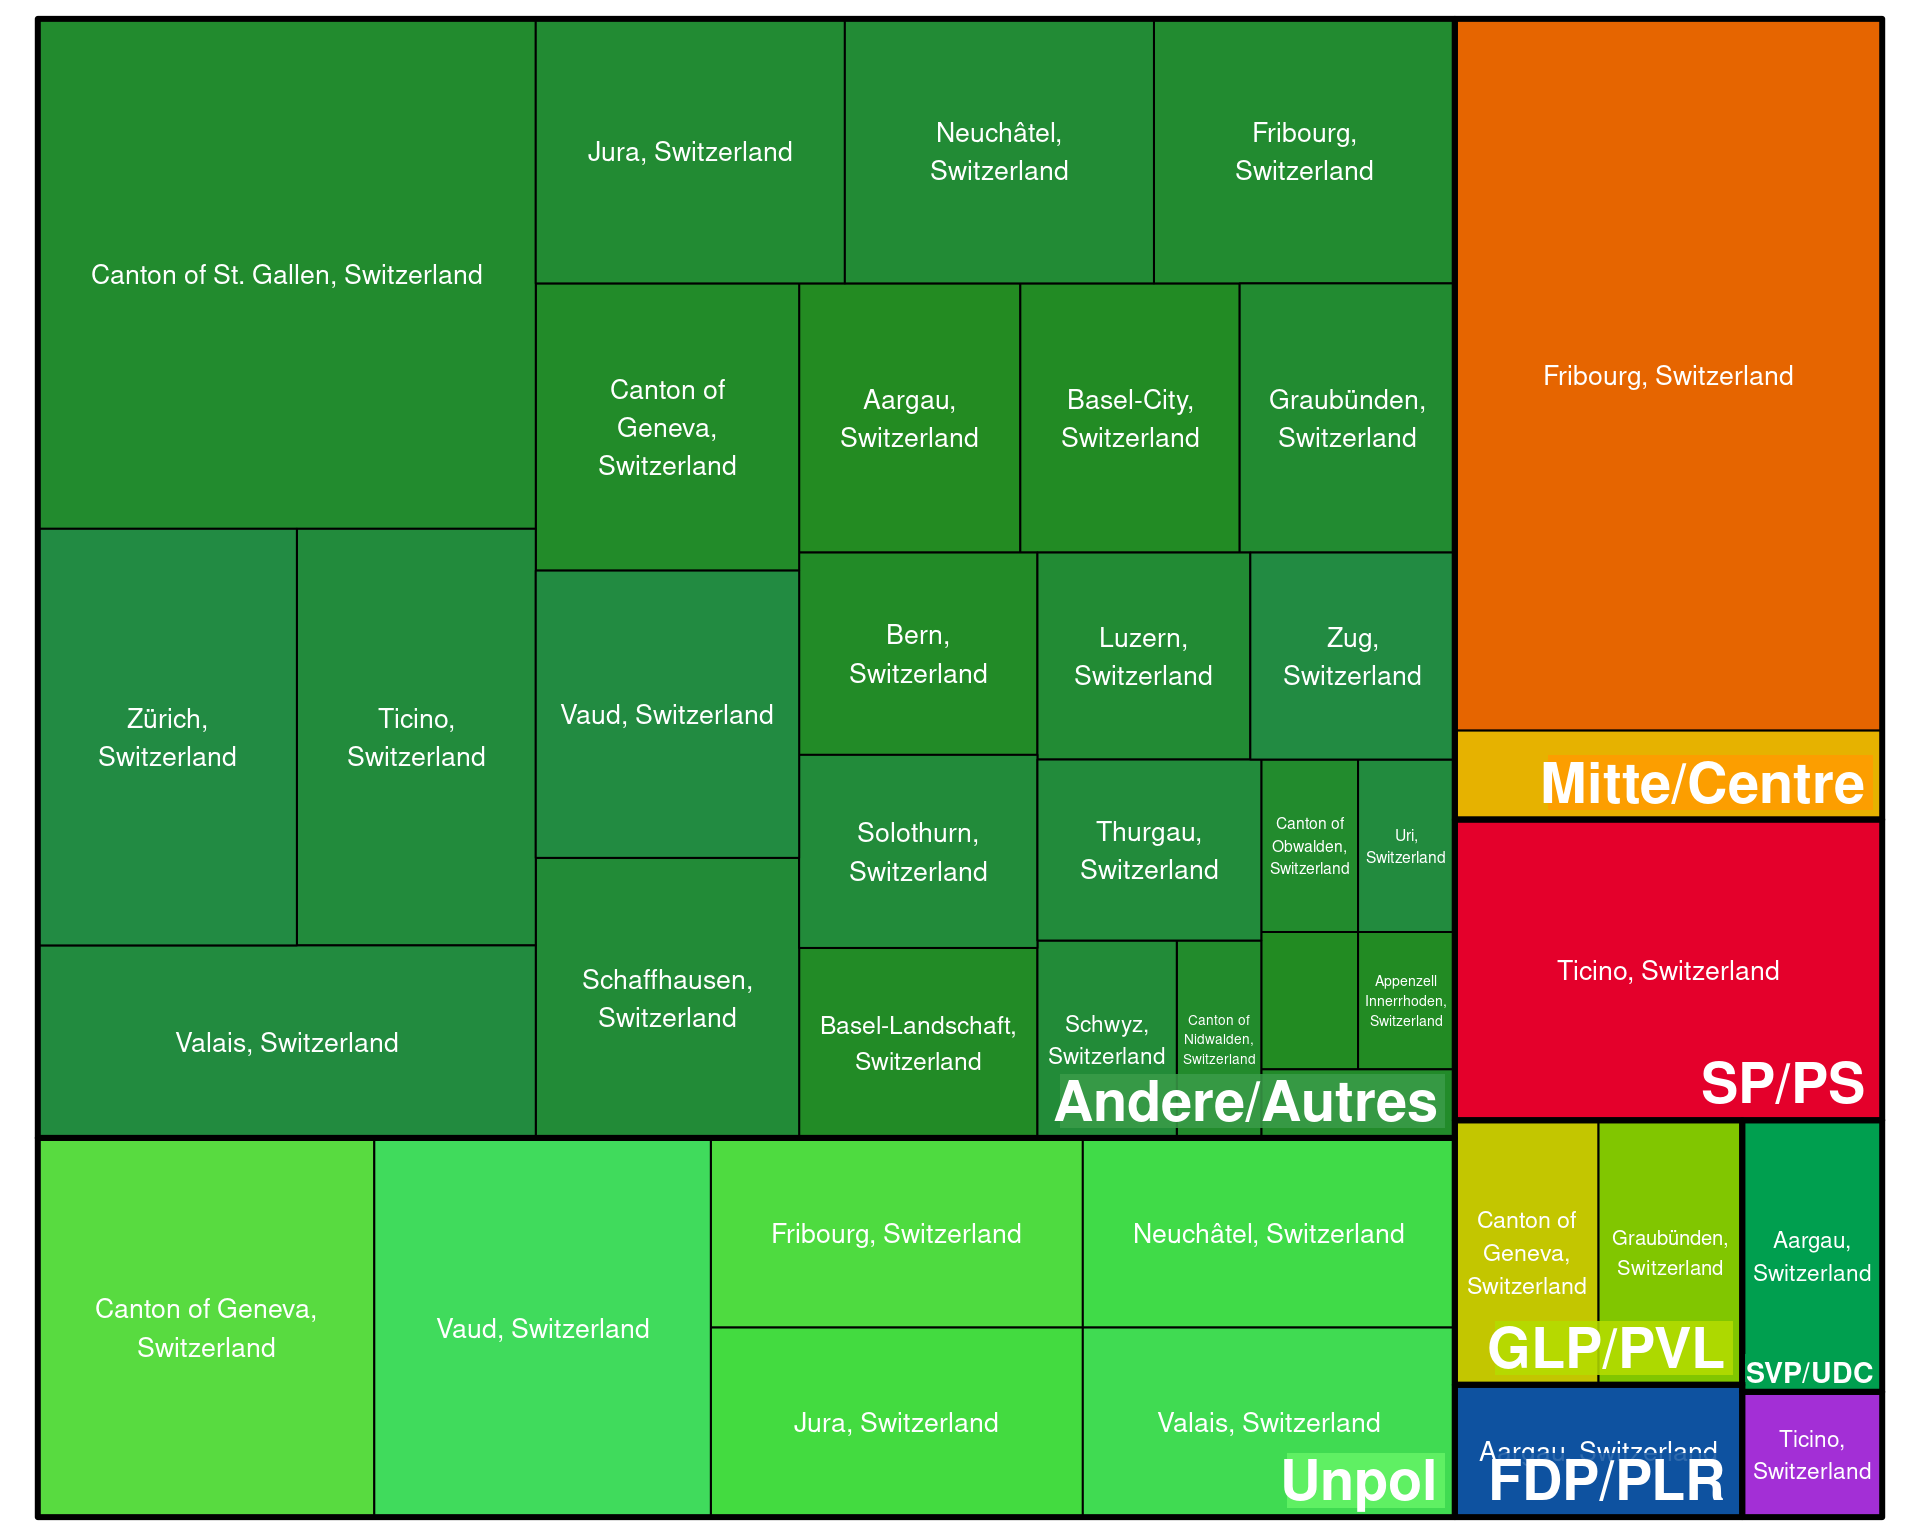 Canton of St. Gallen, Switzerland
Jura, Switzerland
Neuchâtel,
Switzerland
Fribourg,
Switzerland
Canton of
Geneva,
Switzerland
Aargau,
Switzerland
Basel-City,
Switzerland
Graubünden,
Switzerland
Zürich,
Switzerland
Ticino,
Switzerland
Vaud, Switzerland
Bern,
Switzerland
Luzern,
Switzerland
Zug,
Switzerland
Solothurn,
Switzerland
Thurgau,
Switzerland
Canton of
Obwalden,
Switzerland
Uri,
Switzerland
Valais, Switzerland
Schaffhausen,
Switzerland
Basel-Landschaft,
Switzerland
Schwyz,
Switzerland
Canton of
Nidwalden,
Switzerland
Appenzell
Innerrhoden,
Switzerland
Andere/Autres
Canton of Geneva,
Switzerland
Vaud, Switzerland
Fribourg, Switzerland
Neuchâtel, Switzerland
Jura, Switzerland
Valais, Switzerland
Unpol
Fribourg, Switzerland
Mitte/Centre
Ticino, Switzerland
SP/PS
Canton of
Geneva,
Switzerland
Graubünden,
Switzerland
GLP/PVL
Aargau,
Switzerland
SVP/UDC
Aargau, Switzerland
FDP/PLR
Ticino,
Switzerland